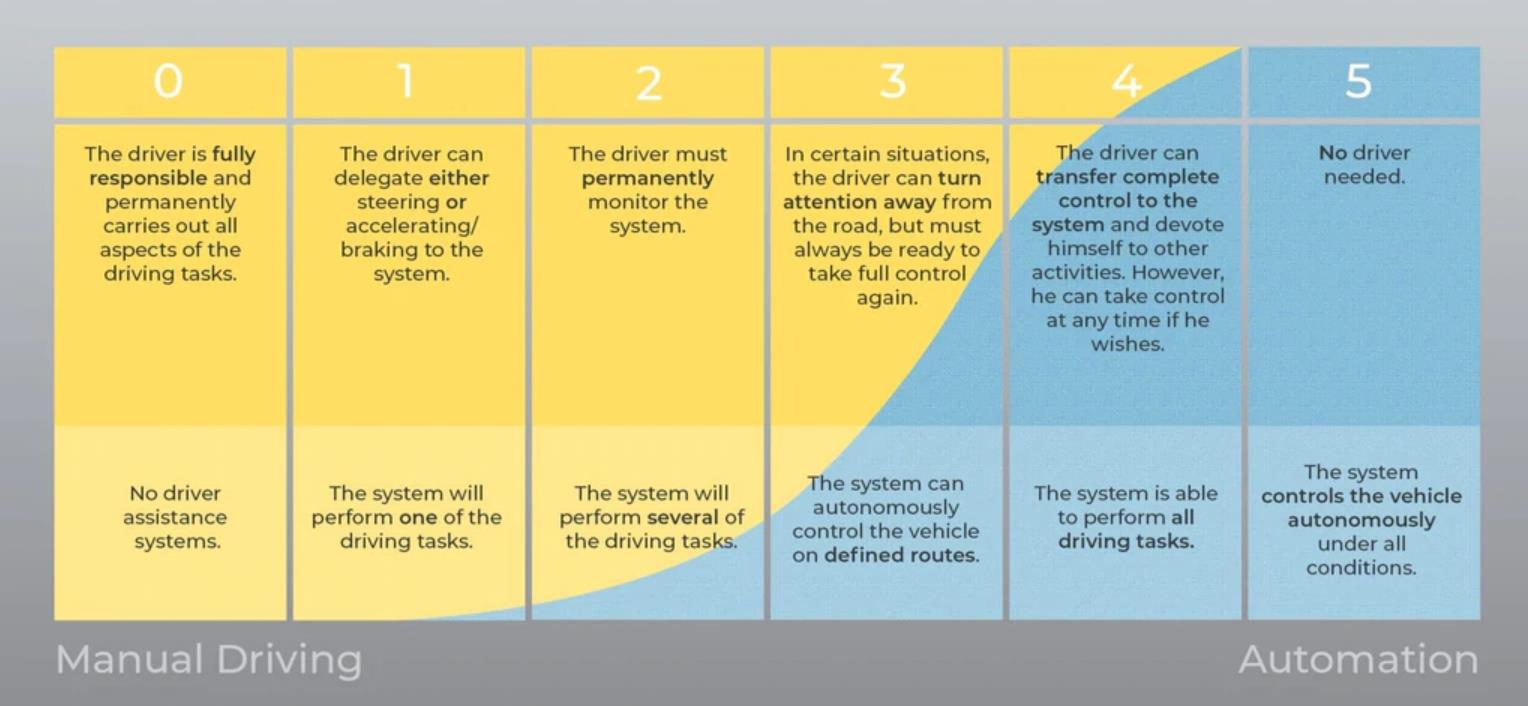 0
1
2
3
4
5
The driver is fully
responsible and
permanently
carries out all
aspects of the
driving tasks.
The driver can
delegate either
steering or
accelerating/
braking to the
system.
The driver must
permanently
monitor the
system.
In certain situations,
the driver can turn
attention away from
the road, but must
always be ready to
take full control
again.
The driver can
transfer complete
control to the
system and devote
himself to other
activities. However,
he can take control
at any time if he
wishes.
No driver
needed.
No driver
assistance
systems.
The system will
perform one of the
driving tasks.
The system will
perform several of
the driving tasks.
The system can
autonomously
control the vehicle
on defined routes.
The system is able
to perform all
driving tasks.
The system
controls the vehicle
autonomously
under all
conditions.
Manual Driving
Automation